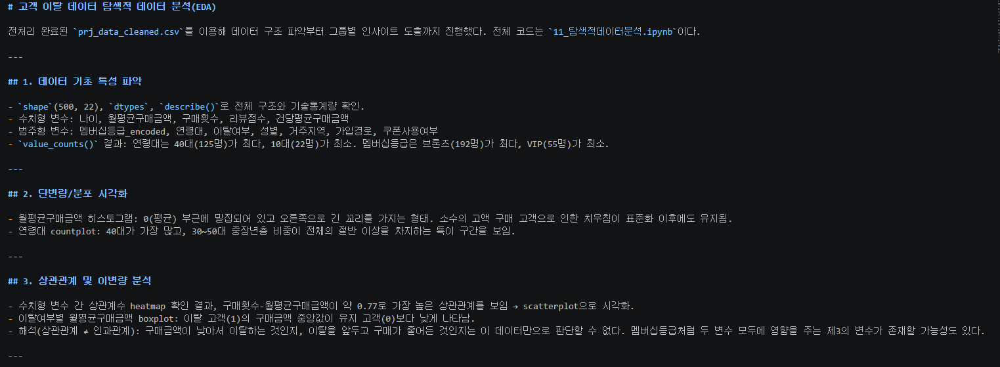 # 고객 이탈 데이터 탐색적 데이터 분석(EDA)
전처리 완료된 `prj_data_cleaned.csv`를 이용해 데이터 구조 파악부터 그룹별 인사이트 도출까지 진행했다. 전체 코드는 `11_탐색적데이터분석.ipynb`이다.
---
## 1. 데이터 기초 특성 파악
- `shape`(500, 22), `dtypes`, `describe()`로 전체 구조와 기술통계량 확인.
- 수치형 변수: 나이, 월평균구매금액, 구매횟수, 리뷰점수, 건당평균구매금액
- 범주형 변수: 멤버십등급_encoded, 연령대, 이탈여부, 성별, 거주지역, 가입경로, 쿠폰사용여부
- `value_counts()` 결과: 연령대는 40대(125명)가 최다, 10대(22명)가 최소. 멤버십등급은 브론즈(192명)가 최다, VIP(55명)가 최소.
---
## 2. 단변량/분포 시각화
- 월평균구매금액 히스토그램: 0(평균) 부근에 밀집되어 있고 오른쪽으로 긴 꼬리를 가지는 형태. 소수의 고액 구매 고객으로 인한 치우침이 표준화 이후에도 유지됨.
- 연령대 countplot: 40대가 가장 많고, 30~50대 중장년층 비중이 전체의 절반 이상을 차지하는 특이 구간을 보임.
---
## 3. 상관관계 및 이변량 분석
- 수치형 변수 간 상관계수 heatmap 확인 결과, 구매횟수-월평균구매금액이 약 0.77로 가장 높은 상관관계를 보임 → scatterplot으로 시각화.
- 이탈여부별 월평균구매금액 boxplot: 이탈 고객(1)의 구매금액 중앙값이 유지 고객(0)보다 낮게 나타남.
- 해석(상관관계 ≠ 인과관계): 구매금액이 낮아서 이탈하는 것인지, 이탈을 앞두고 구매가 줄어든 것인지는 이 데이터만으로 판단할 수 없다. 멤버십등급처럼 두 변수 모두에 영향을 주는 제3의 변수가 존재할 가능성도 있다.
---